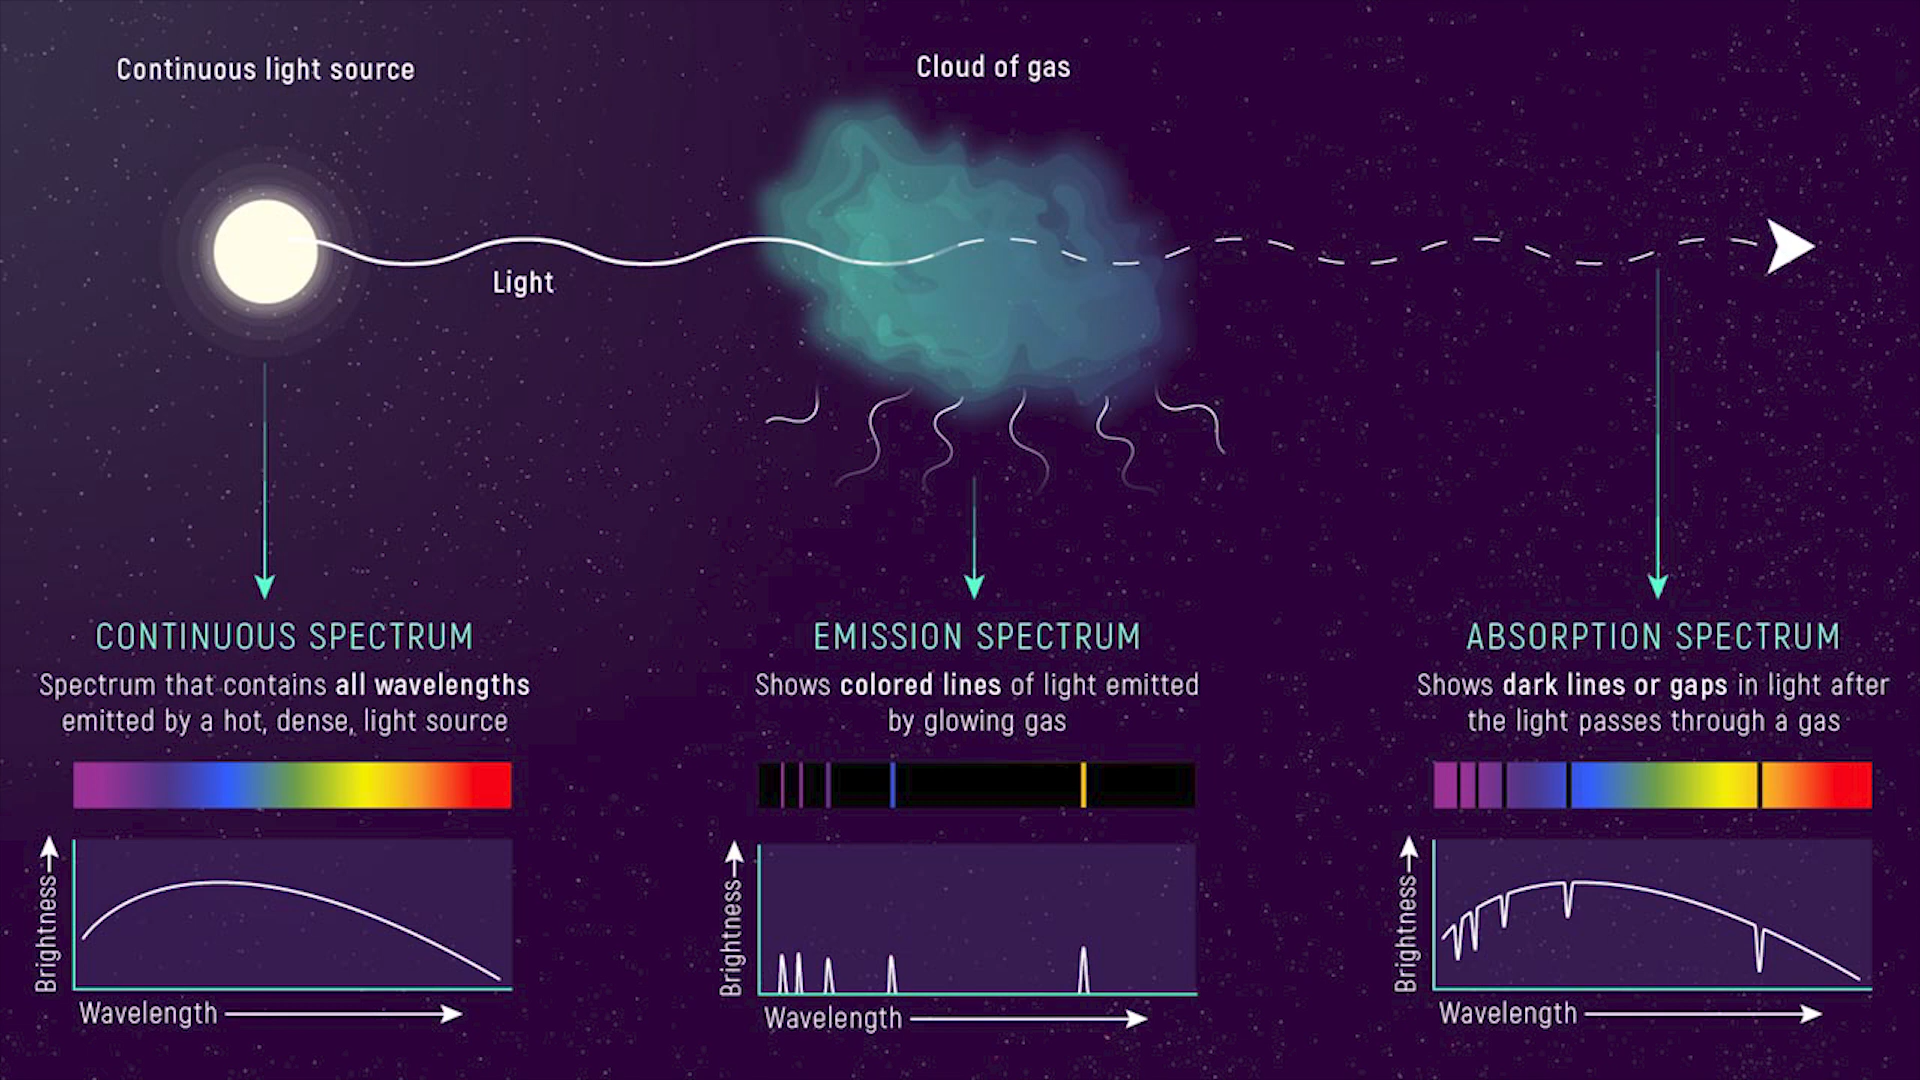 Continuous light source
Cloud of gas
Light
CONTINUOUS SPECTRUM
Spectrum that contains all wavelengths
emitted by a hot, dense, light source
Brightness
Wavelength
EMISSION SPECTRUM
Shows colored lines of light emitted
by glowing gas
Brightness
Wavelength
ABSORPTION SPECTRUM
Shows dark lines or gaps in light after
the light passes through a gas
Brightness
Wavelength